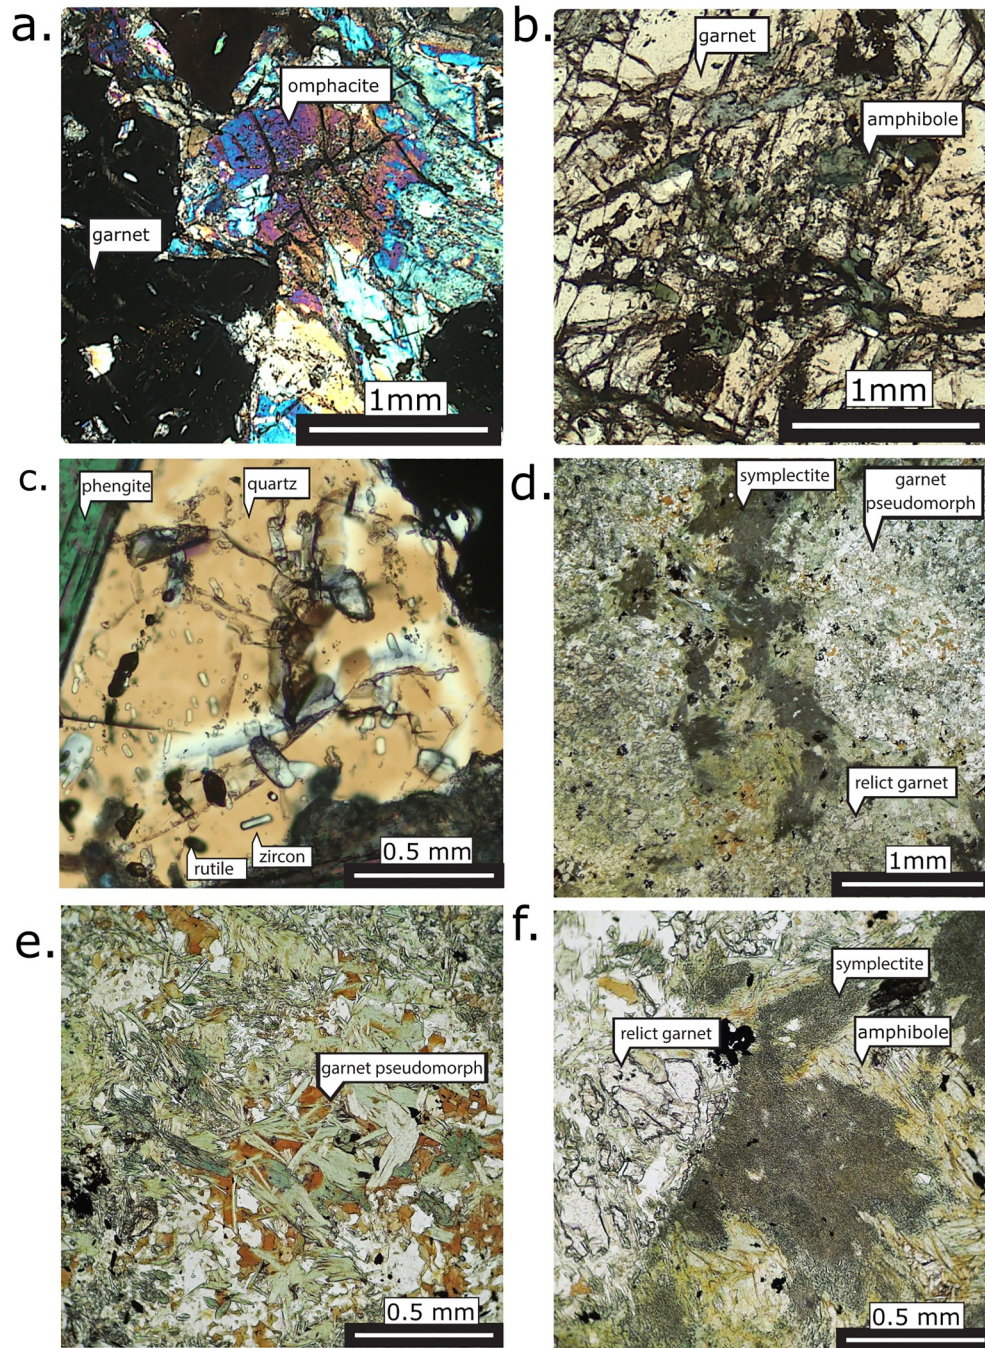 a.
omphacite
garnet
1mm
b.
garnet
amphibole
1mm
c.
phengite
quartz
rutile
zircon
0.5 mm
d.
symplectite
garnet
pseudomorph
relict garnet
1mm
e.
garnet pseudomorph
0.5 mm
f.
symplectite
relict garnet
amphibole
0.5 mm